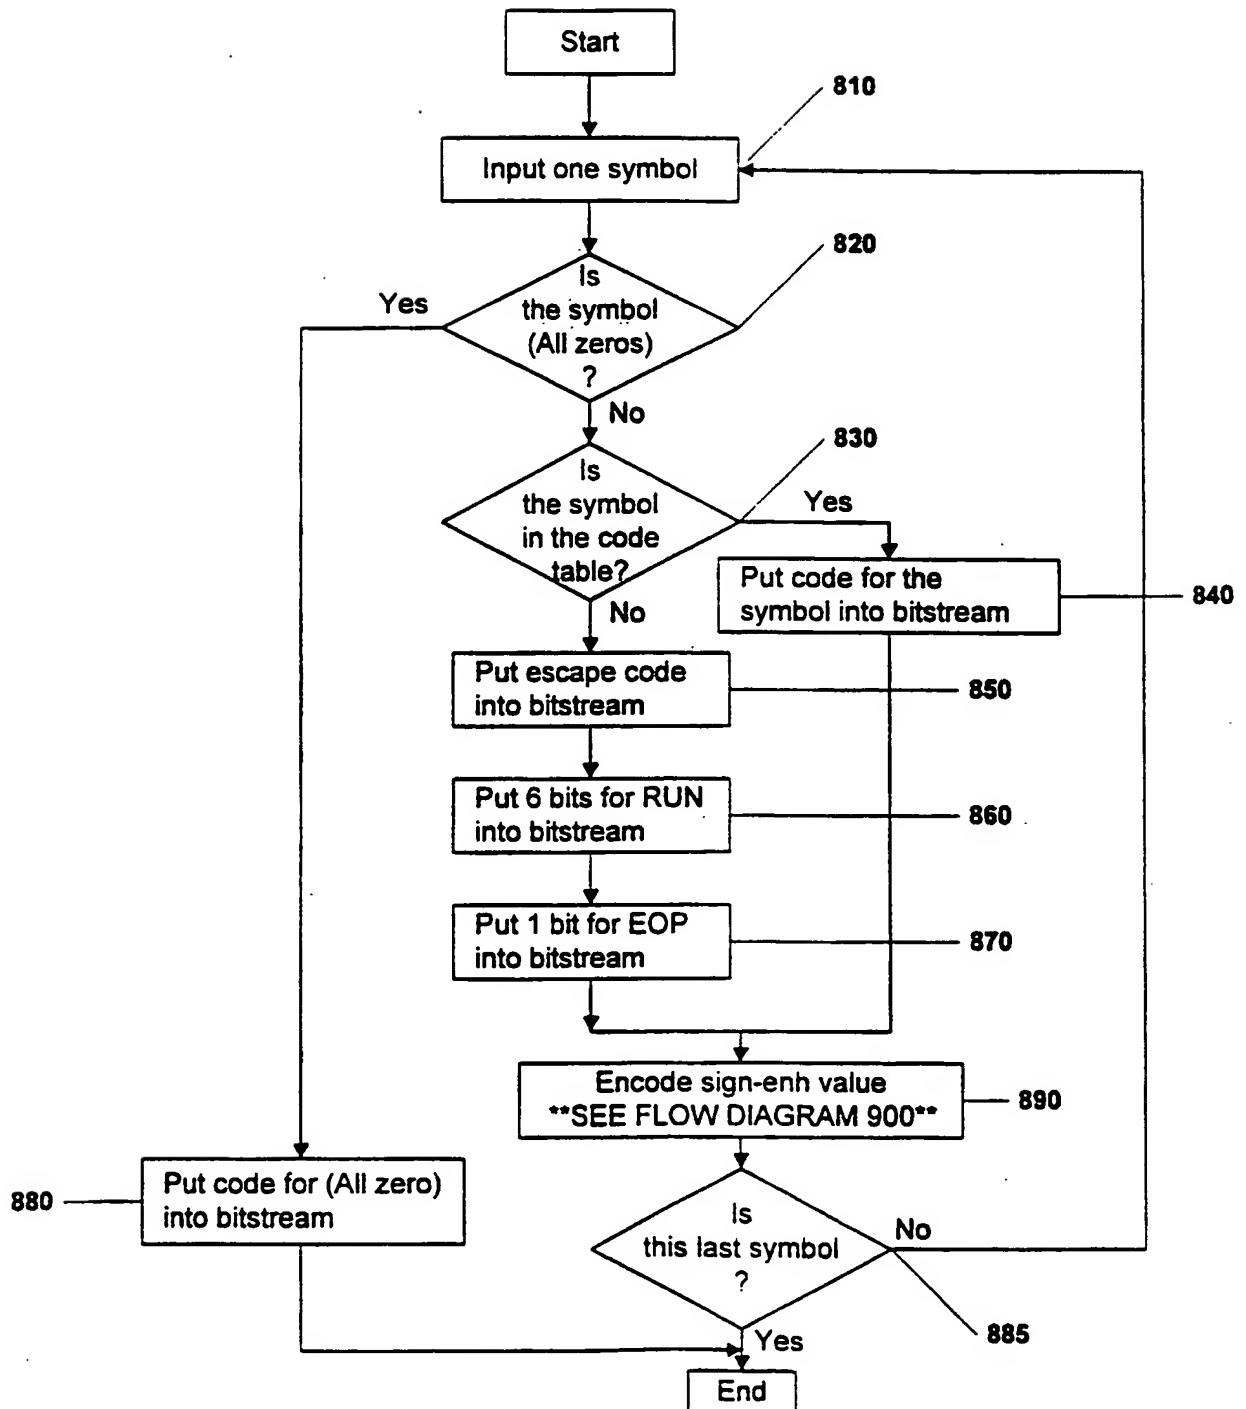 Start
810
Input one symbol
820
Is
the symbol
(All zeros)
?
Yes
No
830
Is
the symbol
in the code
table?
Yes
No
Put code for the
symbol into bitstream
840
Put escape code
into bitstream
850
Put 6 bits for RUN
into bitstream
860
Put 1 bit for EOP
into bitstream
870
Encode sign-enh value
**SEE FLOW DIAGRAM 900**
890
880
Put code for (All zero)
into bitstream
Is
this last symbol
?
No
885
Yes
End